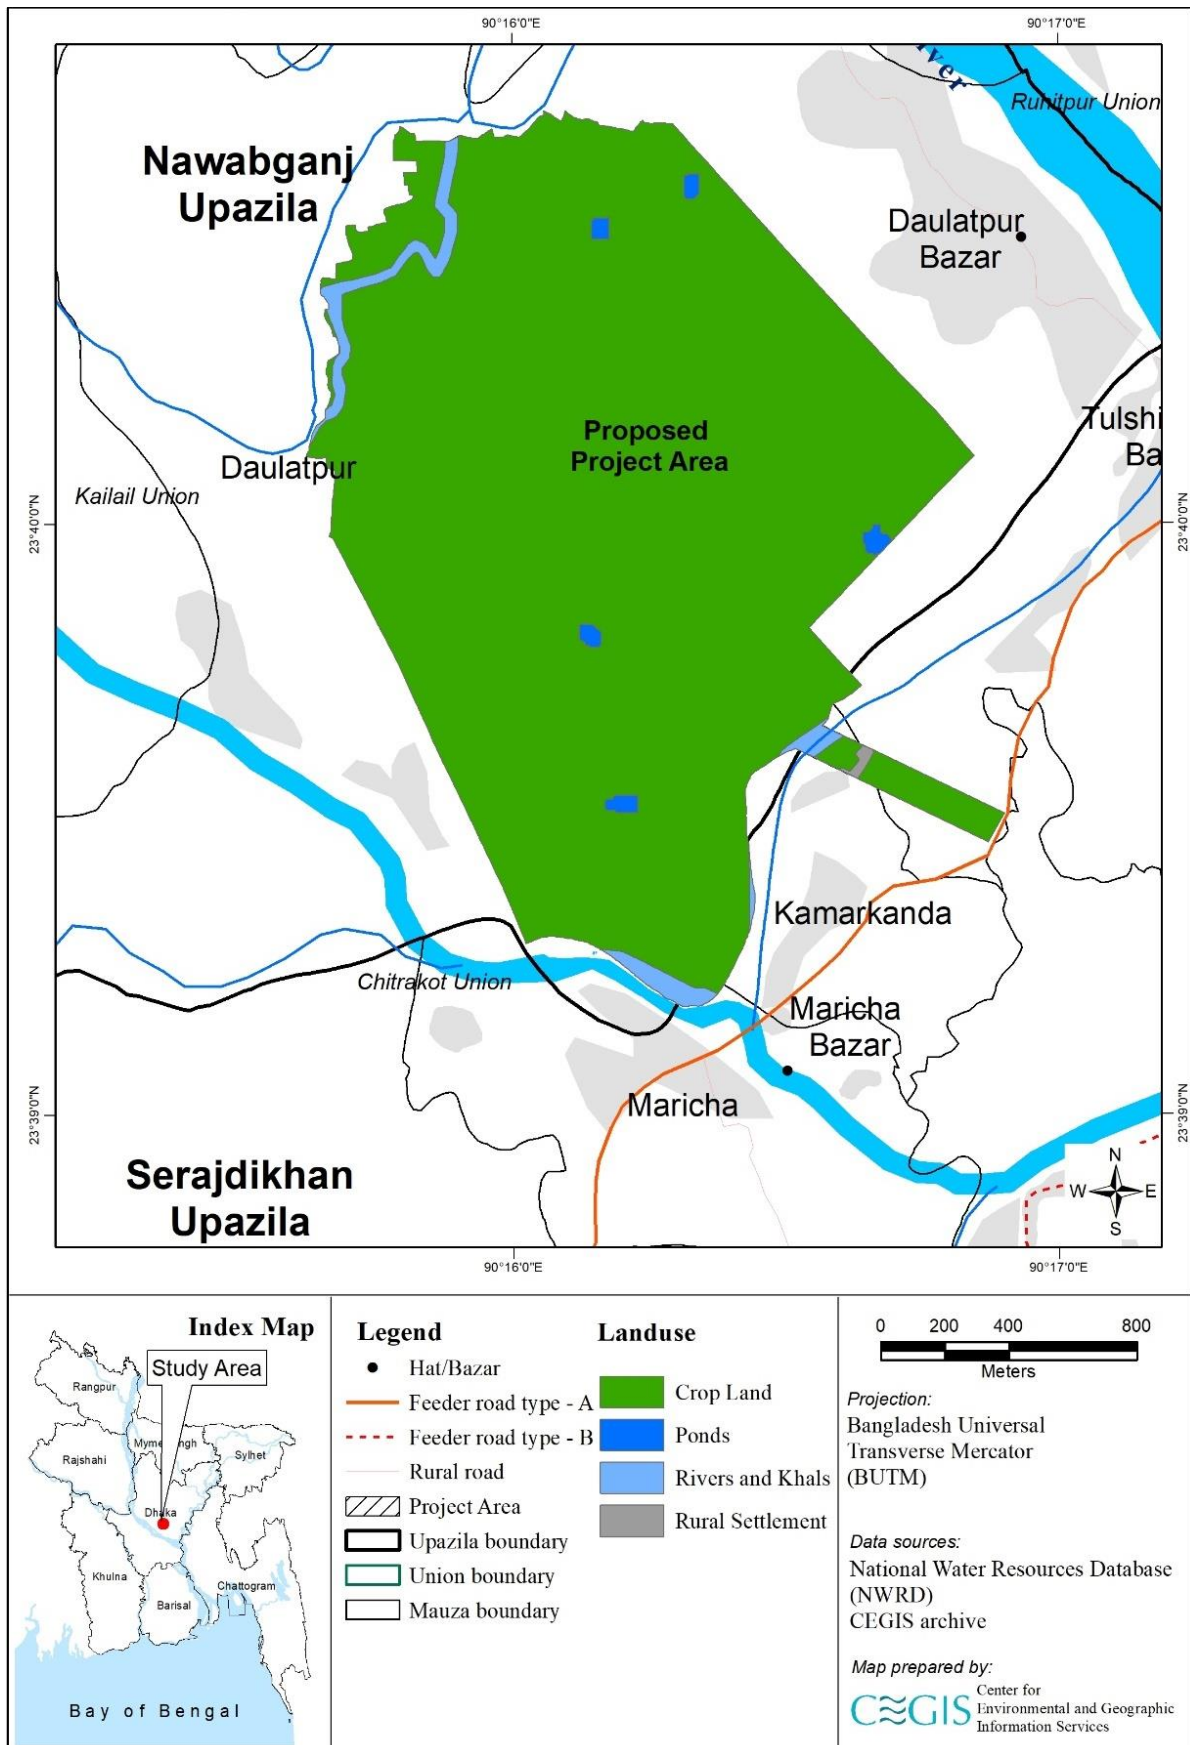 90°16'0"E
90°17'0"E
ver
Ruhitpur Union
Nawabganj
Upazila
Daulatpur
Bazar
Proposed
Project Area
Tulshi
Ba
Daulatpur
Kailail Union
23°40'0"N
23°40'0"N
Kamarkanda
Chitrakot Union
Maricha
Bazar
Maricha
23°39'0"N
23°39'0"N
Serajdikhan
Upazila
N
W
E
S
90°16'0"E
90°17'0"E
Index Map
Study Area
Rangpur
Rajshahi
Sylhet
Dhaka
Khulna
Chattogram
Barisal
Bay of Bengal
Legend
Hat/Bazar
Feeder road type - A
Feeder road type - B
Rural road
Project Area
Upazila boundary
Union boundary
Mauza boundary
Landuse
Crop Land
Ponds
Rivers and Khals
Rural Settlement
0 200 400 800
Meters
Projection:
Bangladesh Universal
Transverse Mercator
(BUTM)
Data sources:
National Water Resources Database
(NWRD)
CEGIS archive
Map prepared by:
CEGIS
Center for
Environmental and Geographic
Information Services